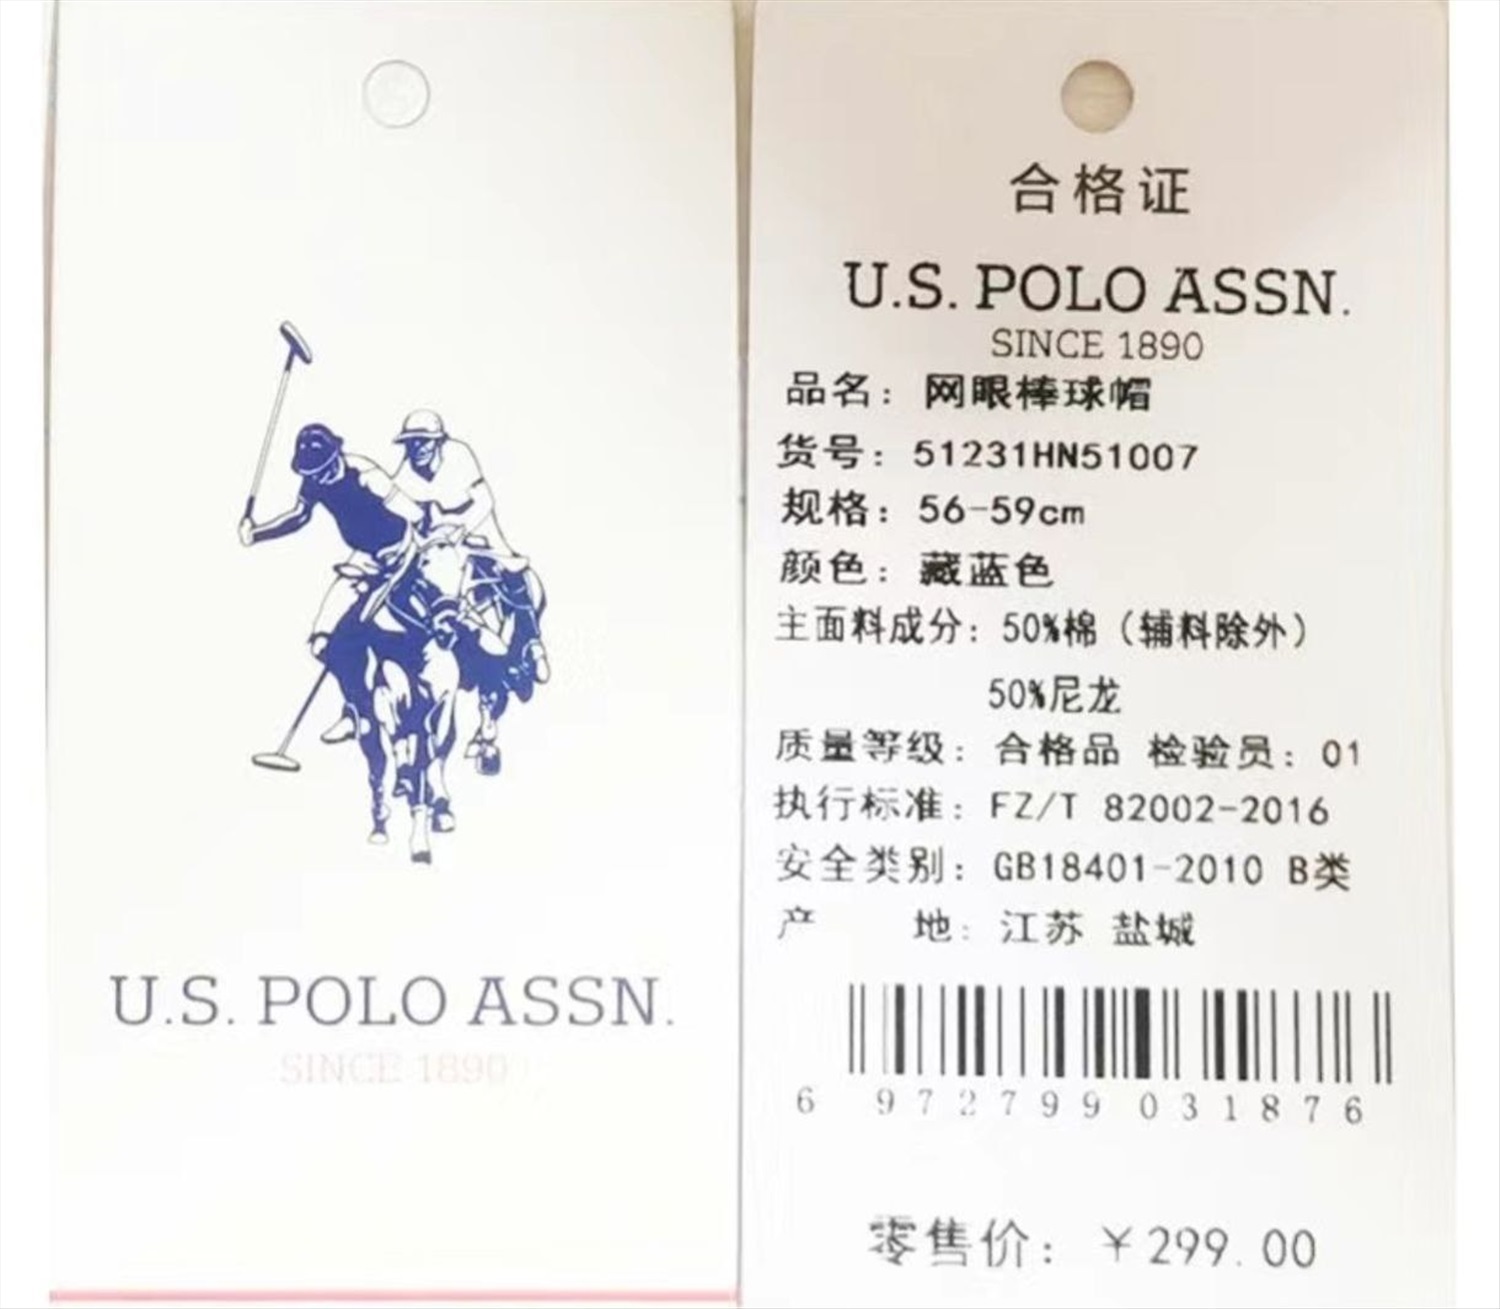 U.S. POLO ASSN.
SINCE 1890
合格证
U.S. POLO ASSN.
SINCE 1890
品名：网眼棒球帽
货号：51231HN51007
规格：56-59cm
颜色：藏蓝色
主面料成分：50%棉（辅料除外）
50%尼龙
质量等级：合格品 检验员：01
执行标准：FZ/T 82002-2016
安全类别：GB18401-2010 B类
产 地：江苏 盐城
6 972799 031876
零售价：￥299.00